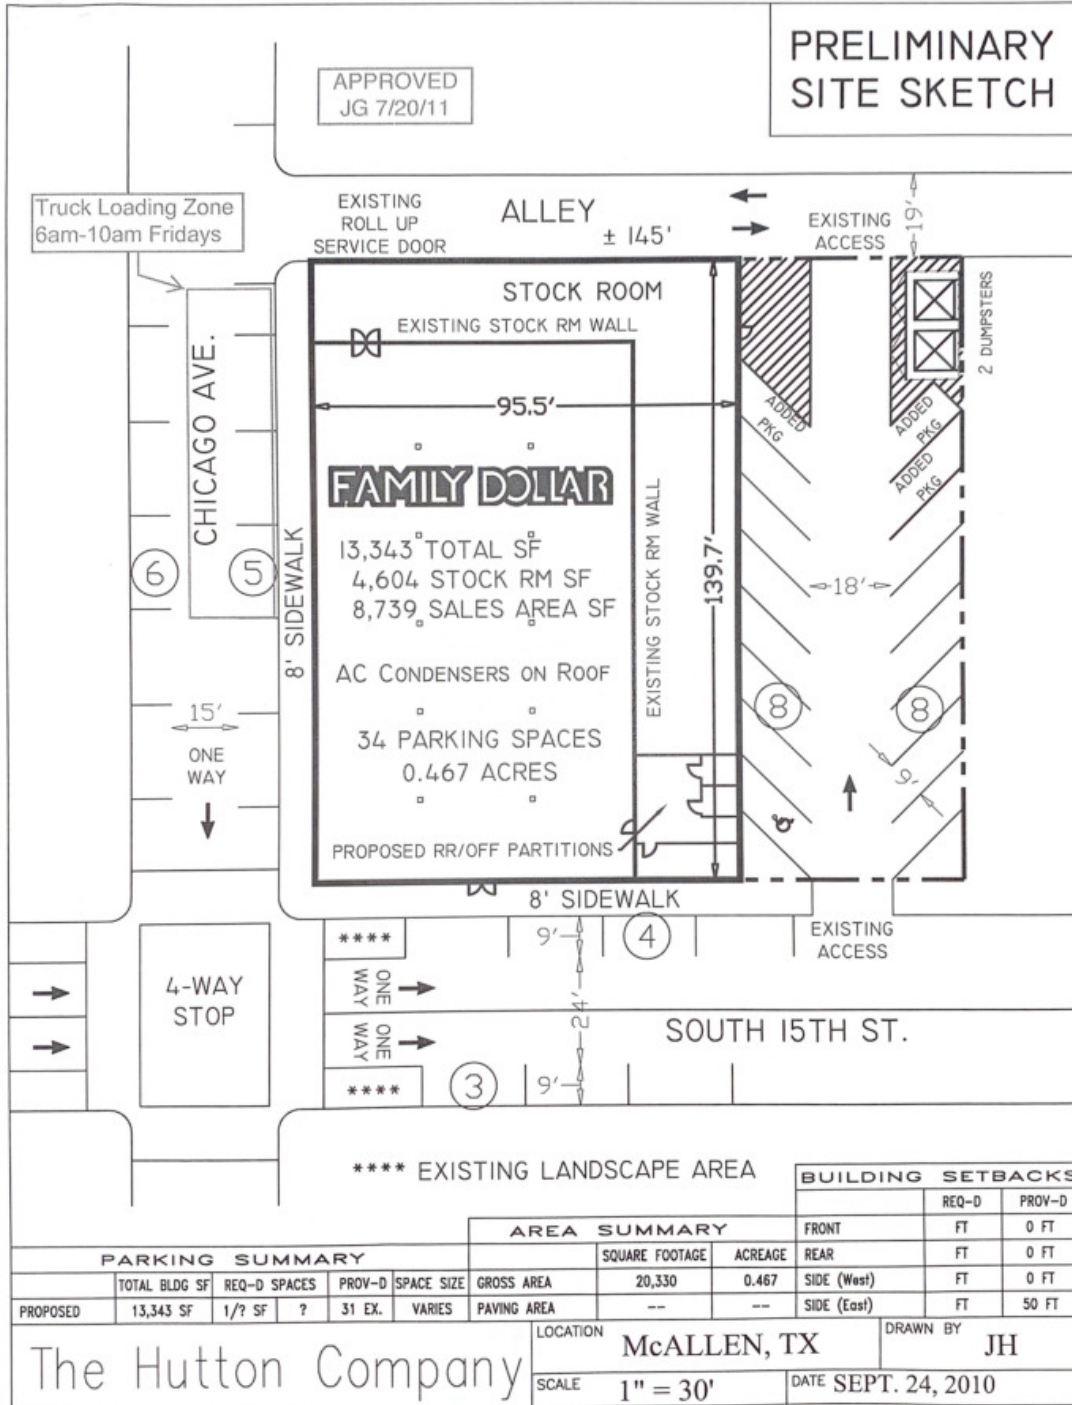 PRELIMINARY
SITE SKETCH
APPROVED
JG 7/20/11
Truck Loading Zone
6am-10am Fridays
EXISTING
ROLL UP
SERVICE DOOR
ALLEY
± 145'
EXISTING
ACCESS
19'
STOCK ROOM
EXISTING STOCK RM WALL
2 DUMPSTERS
CHICAGO AVE.
95.5'
ADDED
PKG
ADDED
PKG
ADDED
PKG
FAMILY DOLLAR
13,343 TOTAL SF
4,604 STOCK RM SF
8,739 SALES AREA SF
EXISTING STOCK RM WALL
139.7'
18'
6
5
8' SIDEWALK
AC CONDENSERS ON ROOF
34 PARKING SPACES
0.467 ACRES
8
8
15'
ONE
WAY
9'
PROPOSED RR/OFF PARTITIONS
8' SIDEWALK
EXISTING
ACCESS
****
9'
4
4-WAY
STOP
ONE
WAY
24'
SOUTH 15TH ST.
ONE
WAY
****
3
9'
**** EXISTING LANDSCAPE AREA
BUILDING SETBACKS
REQ-D PROV-D
FRONT FT 0 FT
REAR FT 0 FT
SIDE (West) FT 0 FT
SIDE (East) FT 50 FT
AREA SUMMARY
SQUARE FOOTAGE ACREAGE
GROSS AREA 20,330 0.467
PAVING AREA -- --
PARKING SUMMARY
TOTAL BLDG SF REQ-D SPACES PROV-D SPACE SIZE
PROPOSED 13,343 SF 1/? SF ? 31 EX. VARIES
The Hutton Company
LOCATION McALLEN, TX
DRAWN BY JH
SCALE 1" = 30'
DATE SEPT. 24, 2010